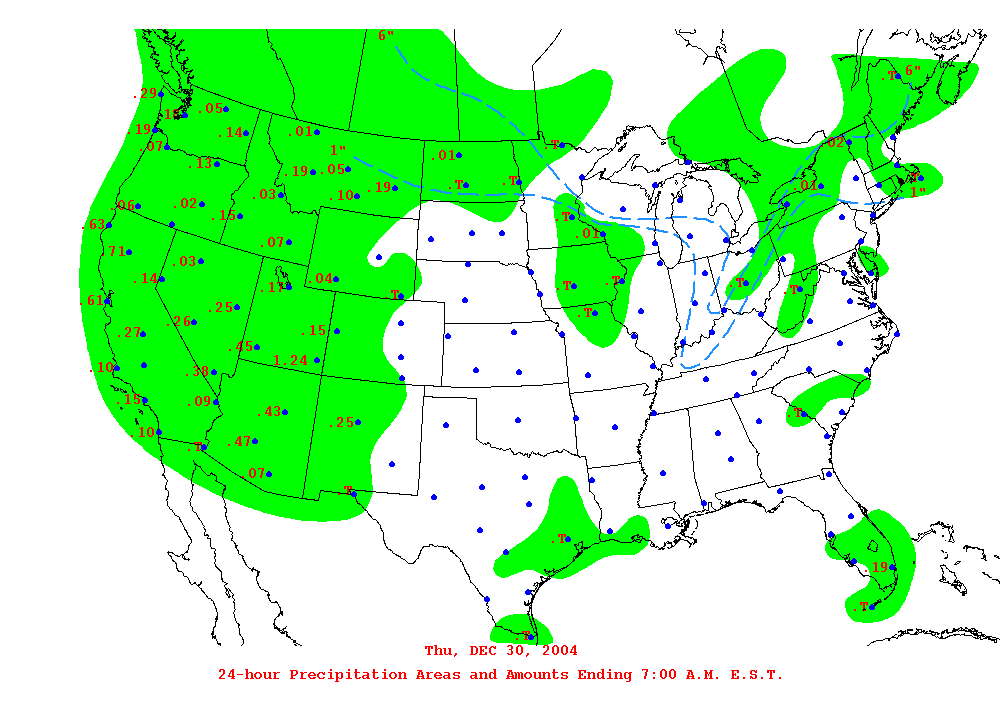 6"
.T 6"
.29
.05
.19
.14
.01
.07
.T
.02
1"
.01
.13
.19 .05
.19
.T
.T
.01
.03
.10
1"
.06
.02
.15
.T
.63
.01
.07
.71
.03
.14
.17
.04
.T
.T
.T
.T
.T
.61
.25
.T
.26
.27
.15
.45
1.24
.10
.38
.15
.09
.43
.25
.T
.10
.T
.47
.07
.T
.T
.19
.T
.T
Thu, DEC 30, 2004
24-hour Precipitation Areas and Amounts Ending 7:00 A.M. E.S.T.